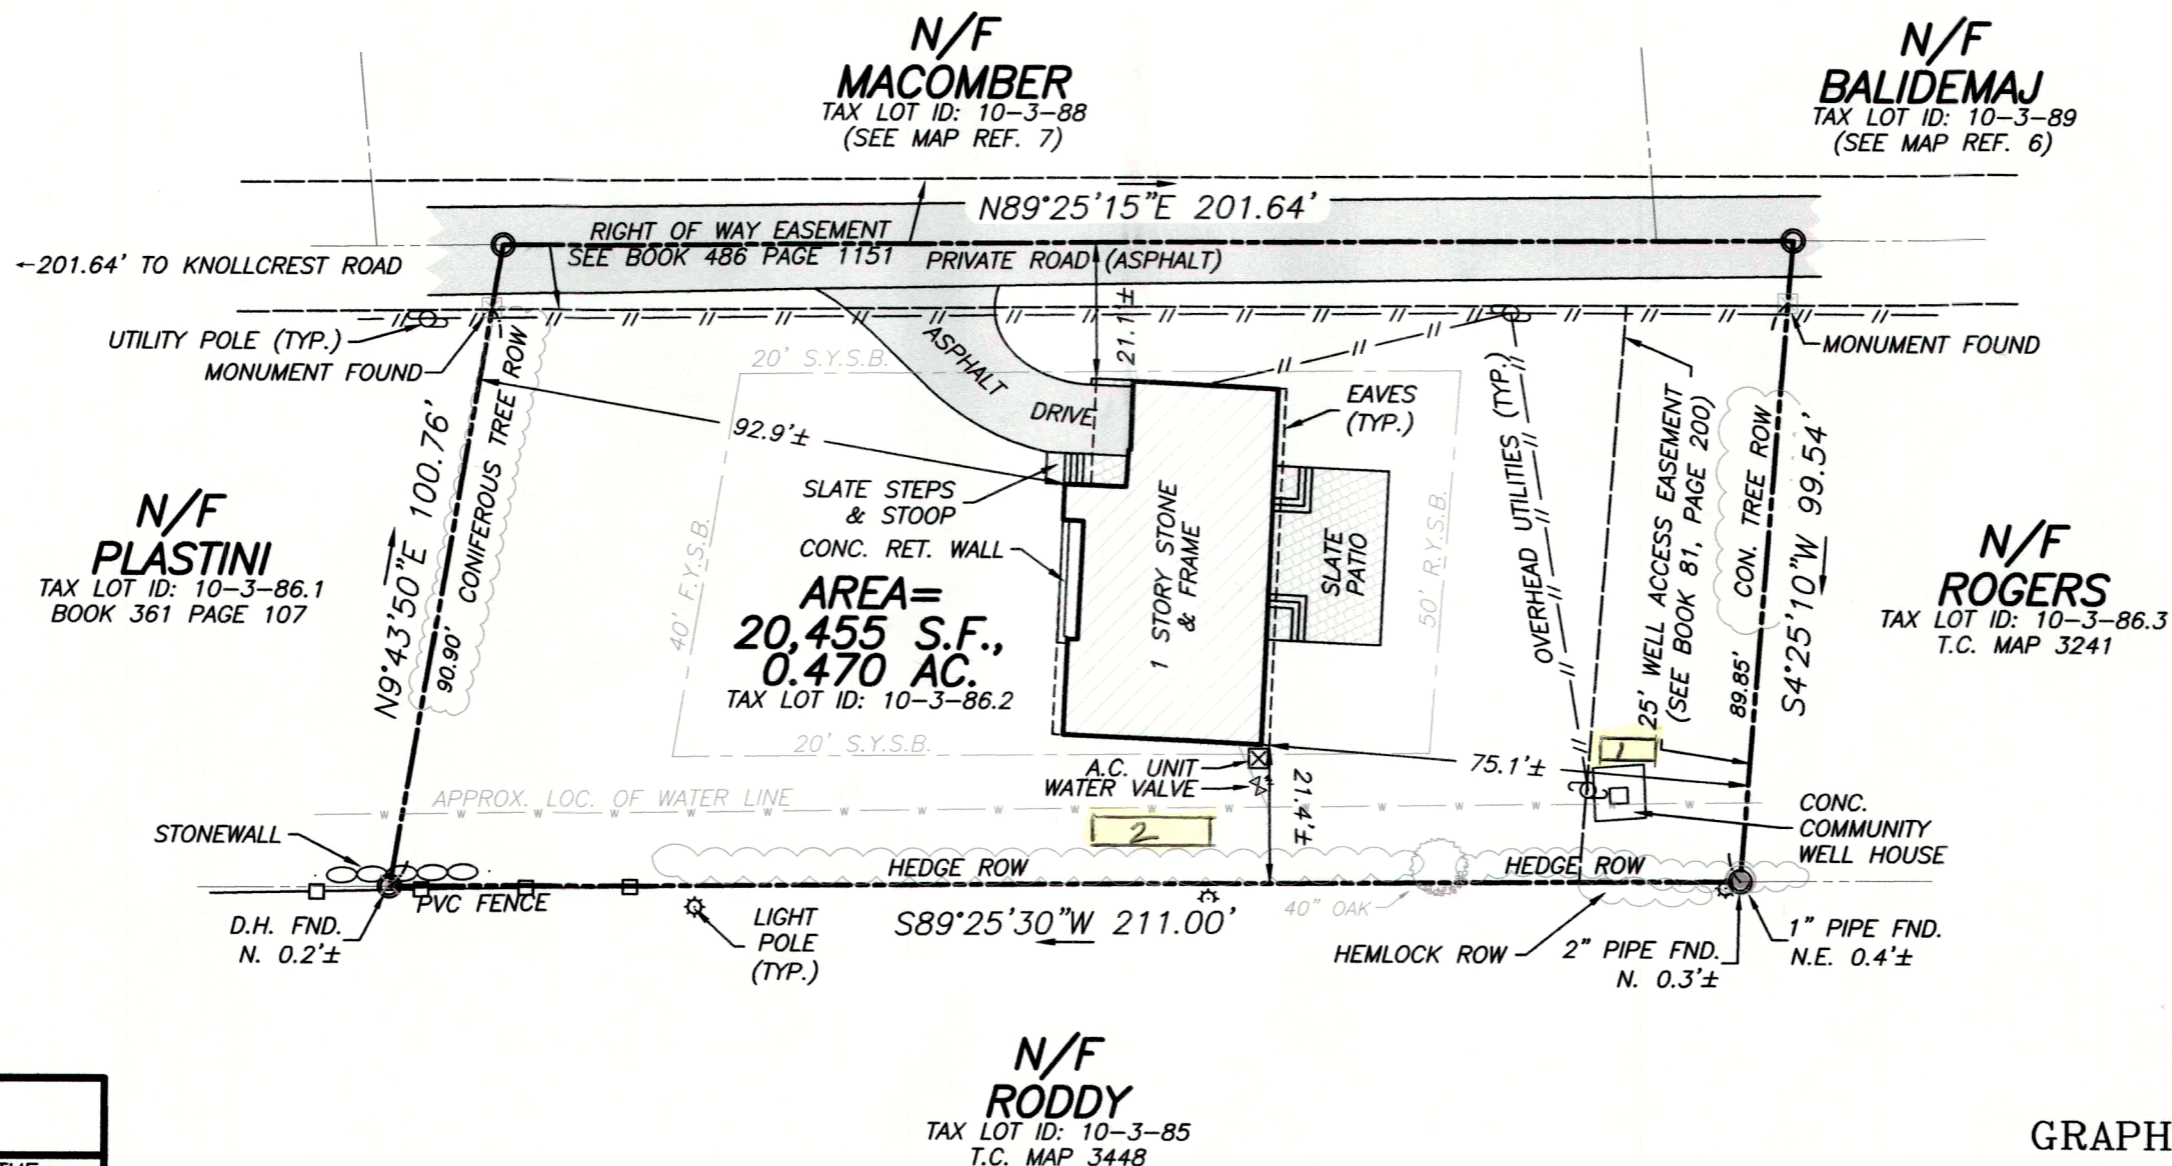 N/F
MACOMBER
TAX LOT ID: 10-3-88
(SEE MAP REF. 7)
N/F
BALIDEMAJ
TAX LOT ID: 10-3-89
(SEE MAP REF. 6)
N89°25'15"E 201.64'
RIGHT OF WAY EASEMENT
SEE BOOK 486 PAGE 1151
PRIVATE ROAD (ASPHALT)
←201.64' TO KNOLLCREST ROAD
UTILITY POLE (TYP.)
MONUMENT FOUND
MONUMENT FOUND
20' S.Y.S.B.
ASPHALT
DRIVE
21.1'±
EAVES
(TYP.)
92.9'±
N9°43'50"E 100.76'
90.90'
CONIFEROUS TREE ROW
SLATE STEPS
& STOOP
CONC. RET. WALL
40' F.Y.S.B.
AREA=
20,455 S.F.,
0.470 AC.
TAX LOT ID: 10-3-86.2
1 STORY STONE
& FRAME
SLATE
PATIO
50' R.Y.S.B.
OVERHEAD UTILITIES (TYP.)
25' WELL ACCESS EASEMENT
(SEE BOOK 81, PAGE 200)
CON. TREE ROW
89.85'
S4°25'10"W 99.54'
N/F
PLASTINI
TAX LOT ID: 10-3-86.1
BOOK 361 PAGE 107
N/F
ROGERS
TAX LOT ID: 10-3-86.3
T.C. MAP 3241
20' S.Y.S.B.
1
A.C. UNIT
WATER VALVE
75.1'±
21.4'±
APPROX. LOC. OF WATER LINE
W W W W W W W W W W W W W W W W W
2
STONEWALL
CONC.
COMMUNITY
WELL HOUSE
HEDGE ROW
HEDGE ROW
PVC FENCE
D.H. FND.
N. 0.2'±
LIGHT
POLE
(TYP.)
S89°25'30"W 211.00'
40" OAK
HEMLOCK ROW
2" PIPE FND.
N. 0.3'±
1" PIPE FND.
N.E. 0.4'±
N/F
RODDY
TAX LOT ID: 10-3-85
T.C. MAP 3448
GRAPH